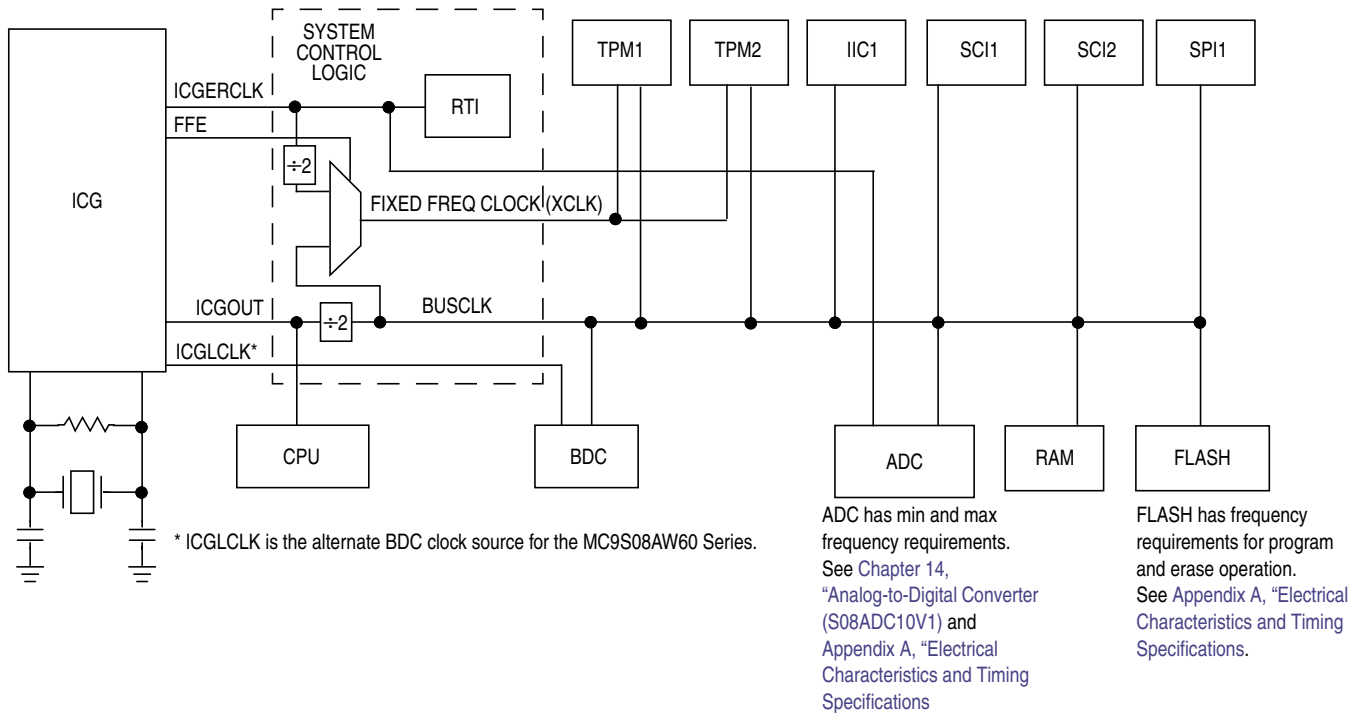 SYSTEM
CONTROL
LOGIC
TPM1
TPM2
IIC1
SCI1
SCI2
SPI1
ICGERCLK
RTI
FFE
÷2
ICG
FIXED FREQ CLOCK (XCLK)
ICGOUT
÷2
BUSCLK
ICGLCLK*
CPU
BDC
ADC
RAM
FLASH
* ICGLCLK is the alternate BDC clock source for the MC9S08AW60 Series.
ADC has min and max
frequency requirements.
See Chapter 14,
“Analog-to-Digital Converter
(S08ADC10V1) and
Appendix A, “Electrical
Characteristics and Timing
Specifications
FLASH has frequency
requirements for program
and erase operation.
See Appendix A, “Electrical
Characteristics and Timing
Specifications.